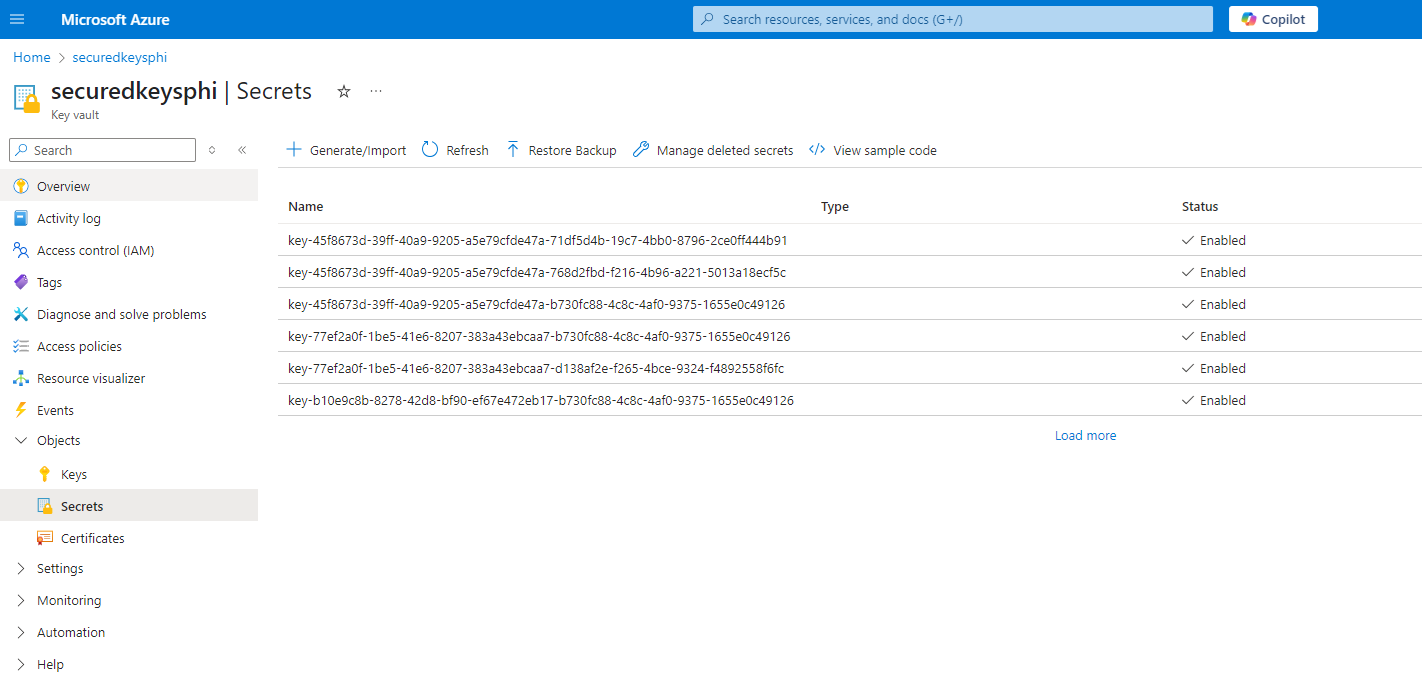 Microsoft Azure
Search resources, services, and docs (G+/)
Copilot
Home > securedkeysphi
securedkeysphi | Secrets
Key vault
Search
Overview
Activity log
Access control (IAM)
Tags
Diagnose and solve problems
Access policies
Resource visualizer
Events
Objects
Keys
Secrets
Certificates
Settings
Monitoring
Automation
Help
Generate/Import Refresh Restore Backup Manage deleted secrets View sample code
Name Type Status
key-45f8673d-39ff-40a9-9205-a5e79cfde47a-71df5d4b-19c7-4bb0-8796-2ce0ff444b91 Enabled
key-45f8673d-39ff-40a9-9205-a5e79cfde47a-768d2fbd-f216-4b96-a221-5013a18ecf5c Enabled
key-45f8673d-39ff-40a9-9205-a5e79cfde47a-b730fc88-4c8c-4af0-9375-1655e0c49126 Enabled
key-77ef2a0f-1be5-41e6-8207-383a43ebcaa7-b730fc88-4c8c-4af0-9375-1655e0c49126 Enabled
key-77ef2a0f-1be5-41e6-8207-383a43ebcaa7-d138af2e-f265-4bce-9324-f4892558f6fc Enabled
key-b10e9c8b-8278-42d8-bf90-ef67e472eb17-b730fc88-4c8c-4af0-9375-1655e0c49126 Enabled
Load more